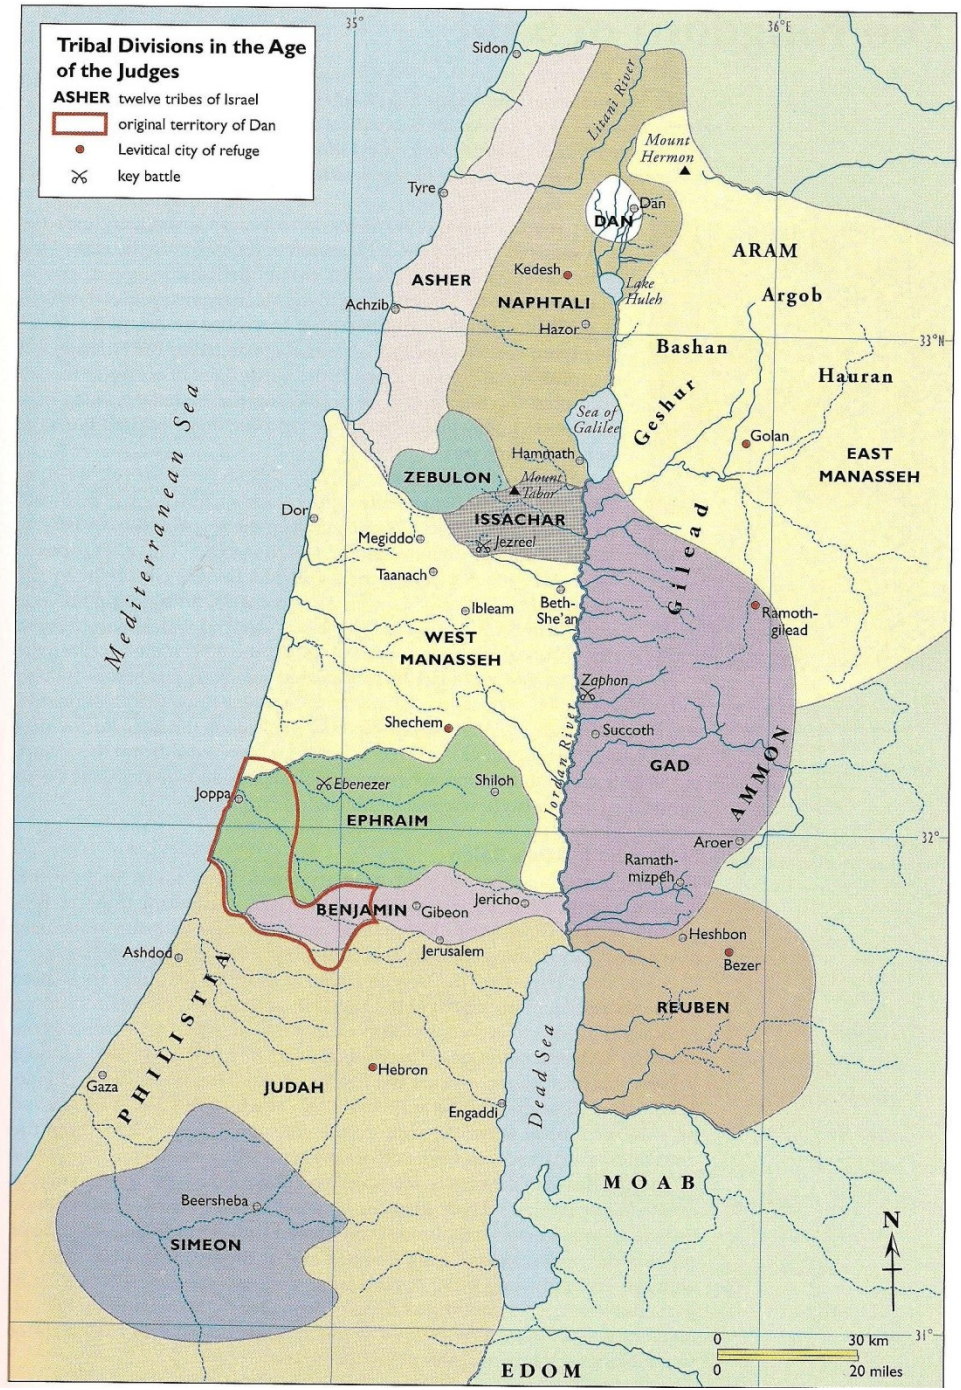 35°
36°E
Tribal Divisions in the Age
of the Judges
ASHER twelve tribes of Israel
original territory of Dan
Levitical city of refuge
key battle
Sidon
Litani River
Mount
Hermon
Tyre
Dan
DAN
ARAM
ASHER
Kedesh
Lake
Huleh
Argob
NAPHTALI
Achzib
Hazor
33°N
Bashan
Hauran
Geshur
Sea of
Galilee
Golan
Mediterranean Sea
Hammath
EAST
MANASSEH
ZEBULON
Mount
Tabor
Dor
ISSACHAR
Gilead
Megiddo
Jezreel
Taanach
Beth-
She'an
Ibleam
Ramoth-
gilead
WEST
MANASSEH
Zaphon
Shechem
Succoth
Jordan River
GAD
AMMON
Joppa
Ebenezer
Shiloh
EPHRAIM
32°
Aroer
Ramath-
mizpeh
Jericho
BENJAMIN
Gibeon
Heshbon
Jerusalem
Ashdod
Bezer
PHILISTIA
REUBEN
Dead Sea
Gaza
Hebron
JUDAH
Engaddi
MOAB
Beersheba
SIMEON
N
31°
0 30 km
0 20 miles
EDOM